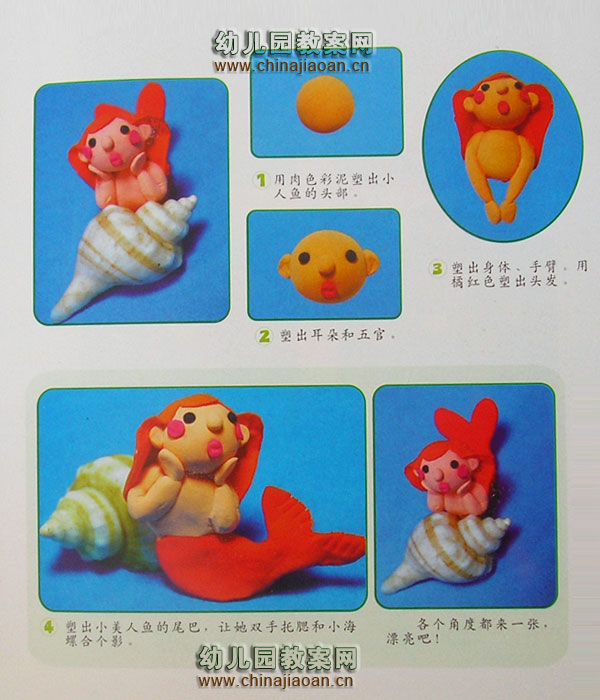 幼儿园教案网
www.chinajiaoan.cn
1 用肉色彩泥塑出小
人鱼的头部。
2 塑出耳朵和五官。
3 塑出身体、手臂。用
橘红色塑出头发。
4 塑出小美人鱼的尾巴，让她双手托腮和小海
螺合个影。
各个角度都来一张，
漂亮吧！
幼儿园教案网
www.chinajiaoan.cn